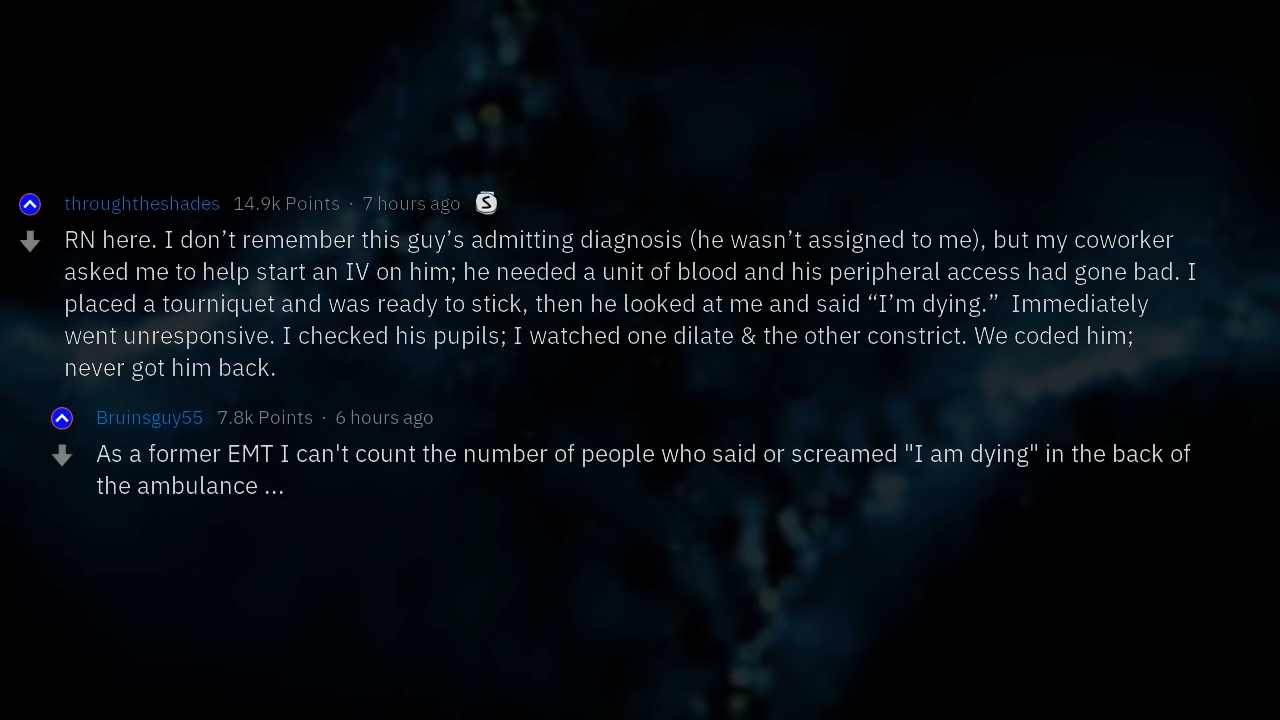 throughtheshades 14.9k Points · 7 hours ago S
RN here. I don’t remember this guy’s admitting diagnosis (he wasn’t assigned to me), but my coworker
asked me to help start an IV on him; he needed a unit of blood and his peripheral access had gone bad. I
placed a tourniquet and was ready to stick, then he looked at me and said “I’m dying.”  Immediately
went unresponsive. I checked his pupils; I watched one dilate & the other constrict. We coded him;
never got him back.
Bruinsguy55 7.8k Points · 6 hours ago
As a former EMT I can't count the number of people who said or screamed "I am dying" in the back of
the ambulance ...